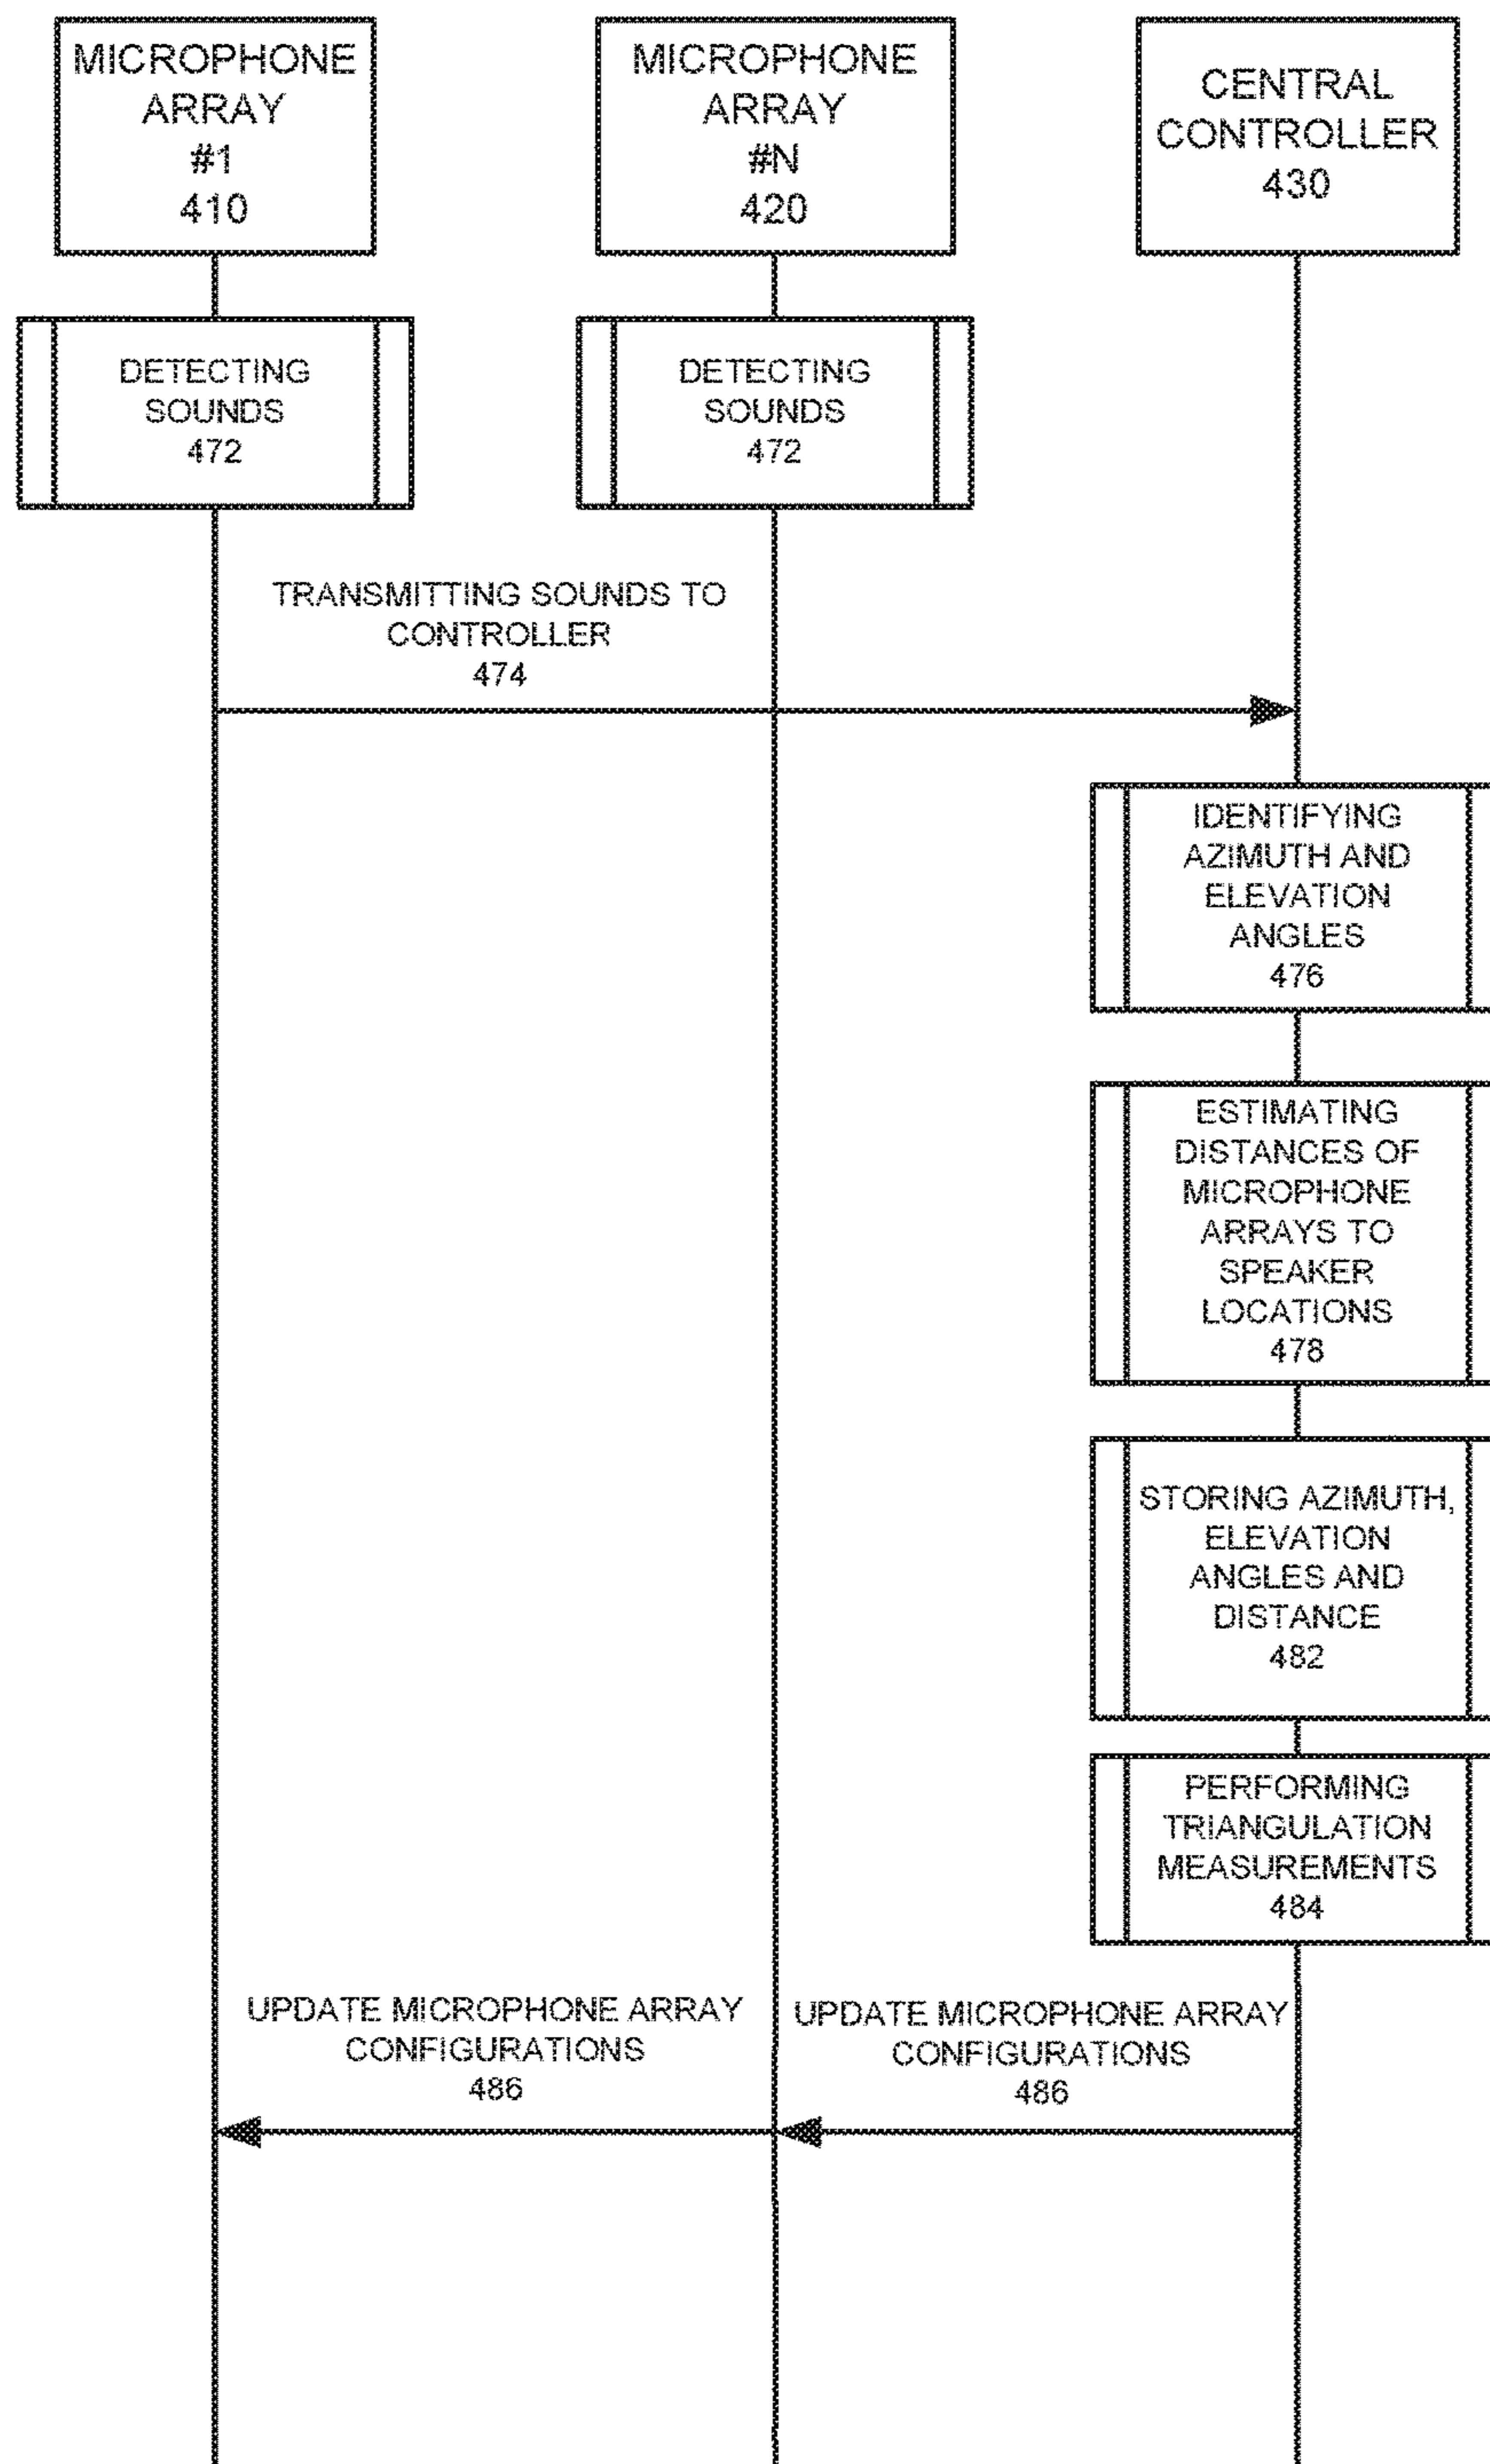 MICROPHONE
ARRAY
#1
410
MICROPHONE
ARRAY
#N
420
CENTRAL
CONTROLLER
430
DETECTING
SOUNDS
472
DETECTING
SOUNDS
472
TRANSMITTING SOUNDS TO
CONTROLLER
474
IDENTIFYING
AZIMUTH AND
ELEVATION
ANGLES
476
ESTIMATING
DISTANCES OF
MICROPHONE
ARRAYS TO
SPEAKER
LOCATIONS
478
STORING AZIMUTH,
ELEVATION
ANGLES AND
DISTANCE
482
PERFORMING
TRIANGULATION
MEASUREMENTS
484
UPDATE MICROPHONE ARRAY
CONFIGURATIONS
486
UPDATE MICROPHONE ARRAY
CONFIGURATIONS
486